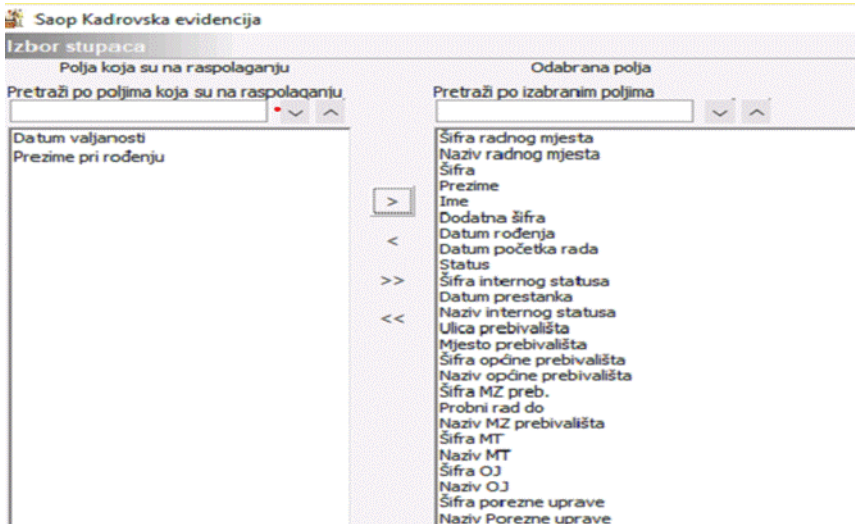 Saop Kadrovska evidencija
Izbor stupaca
Polja koja su na raspolaganju
Odabrana polja
Pretraži po poljima koja su na raspolaganju
Pretraži po izabranim poljima
Datum valjanosti
Prezime pri rođenju
>
<
>>
<<
Šifra radnog mjesta
Naziv radnog mjesta
Šifra
Prezime
Ime
Dodatna šifra
Datum rođenja
Datum početka rada
Status
Šifra internog statusa
Datum prestanka
Naziv internog statusa
Ulica prebivališta
Mjesto prebivališta
Šifra općine prebivališta
Naziv općine prebivališta
Šifra MZ preb.
Probni rad do
Naziv MZ prebivališta
Šifra MT
Naziv MT
Šifra OJ
Naziv OJ
Šifra porezne uprave
Naziv Porezne uprave